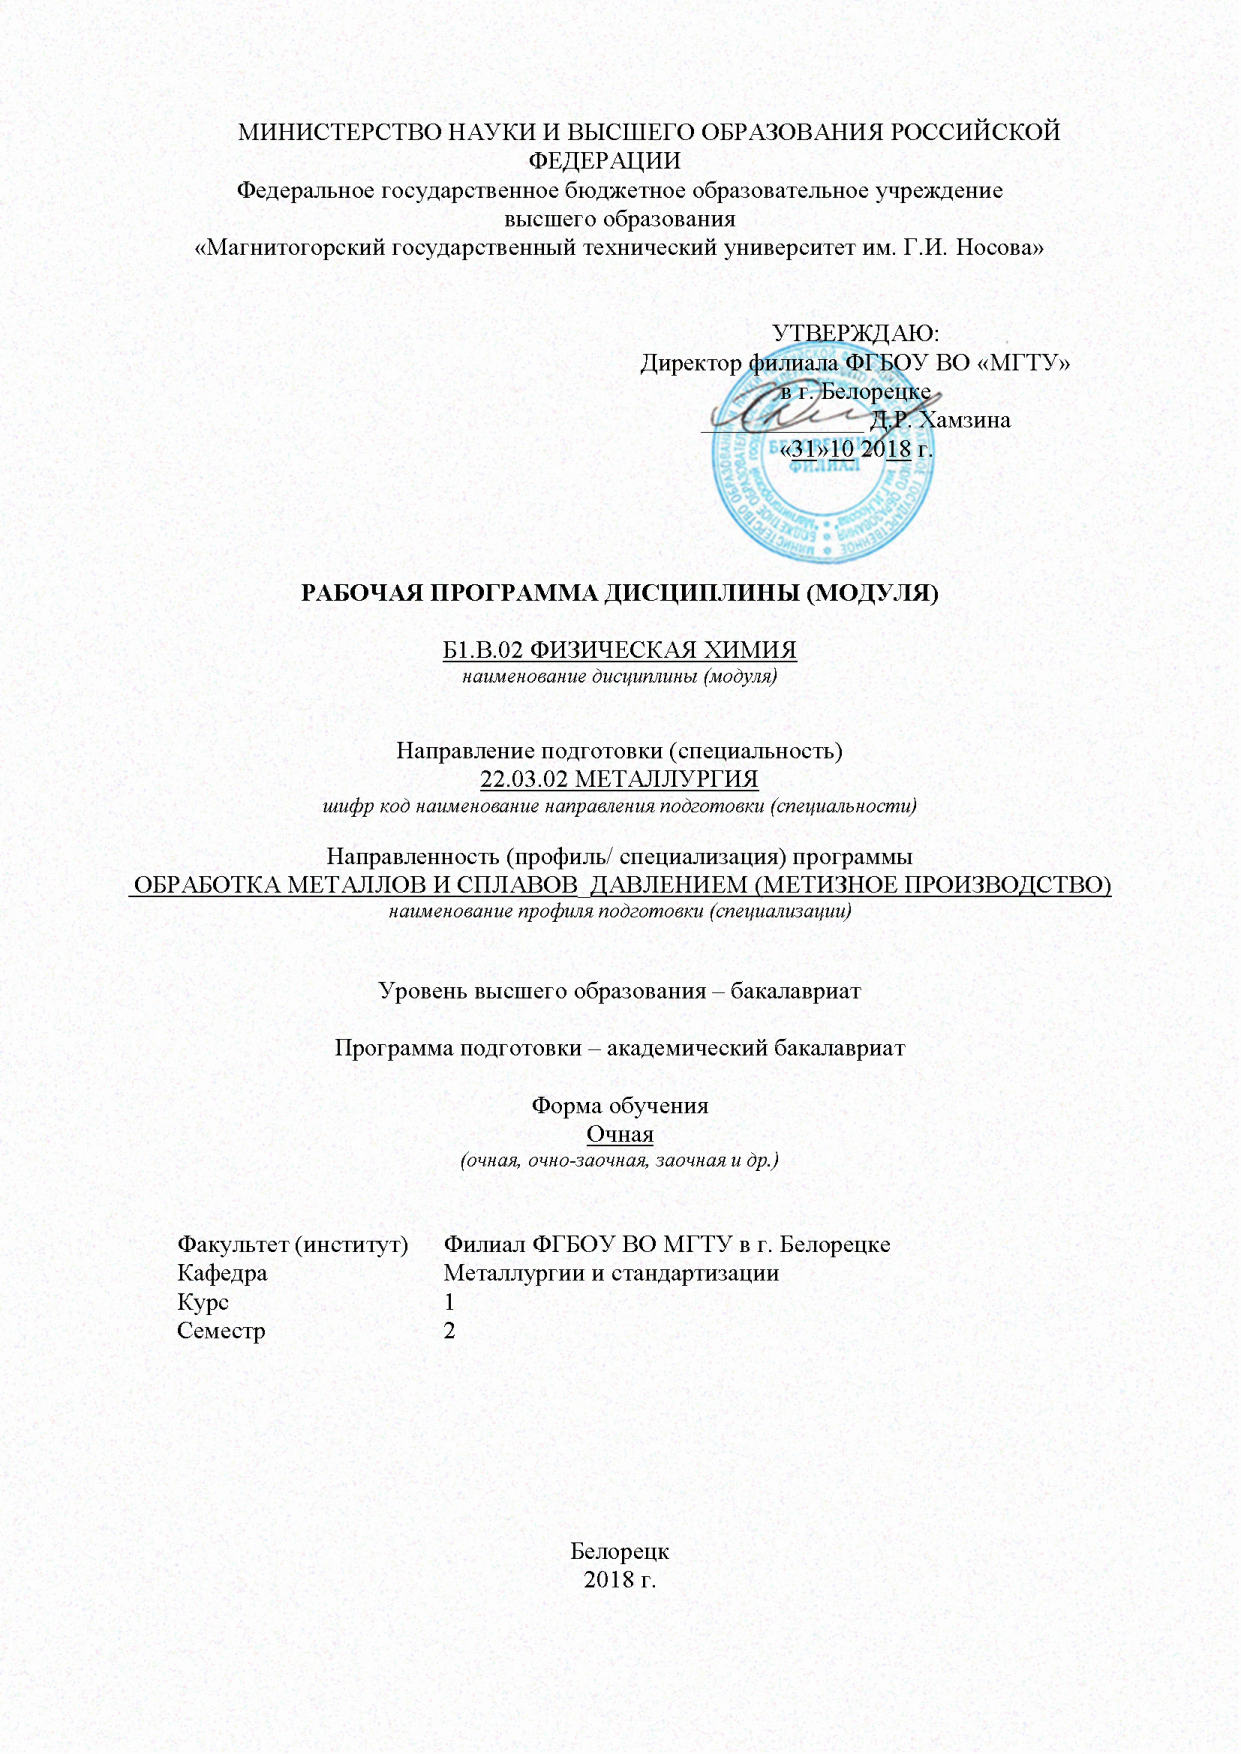 МИНИСТЕРСТВО НАУКИ И ВЫСШЕГО ОБРАЗОВАНИЯ РОССИЙСКОЙ
ФЕДЕРАЦИИ
Федеральное государственное бюджетное образовательное учреждение
высшего образования
«Магнитогорский государственный технический университет им. Г.И. Носова»
УТВЕРЖДАЮ:
Директор филиала ФГБОУ ВО «МГТУ»
в г. Белорецке
________________ Д.Р. Хамзина
«31»10 2018 г.
БЕЛОРЕЦКИЙ
ФИЛИАЛ
РАБОЧАЯ ПРОГРАММА ДИСЦИПЛИНЫ (МОДУЛЯ)
Б1.В.02 ФИЗИЧЕСКАЯ ХИМИЯ
наименование дисциплины (модуля)
Направление подготовки (специальность)
22.03.02 МЕТАЛЛУРГИЯ
шифр код наименование направления подготовки (специальности)
Направленность (профиль/ специализация) программы
ОБРАБОТКА МЕТАЛЛОВ И СПЛАВОВ ДАВЛЕНИЕМ (МЕТИЗНОЕ ПРОИЗВОДСТВО)
наименование профиля подготовки (специализации)
Уровень высшего образования – бакалавриат
Программа подготовки – академический бакалавриат
Форма обучения
Очная
(очная, очно-заочная, заочная и др.)
Факультет (институт) Филиал ФГБОУ ВО МГТУ в г. Белорецке
Кафедра Металлургии и стандартизации
Курс 1
Семестр 2
Белорецк
2018 г.